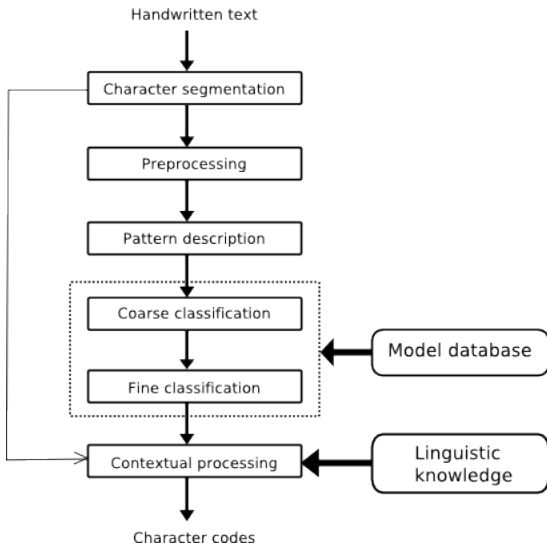 Handwritten text
Character segmentation
Preprocessing
Pattern description
Coarse classification
Fine classification
Model database
Contextual processing
Linguistic
knowledge
Character codes